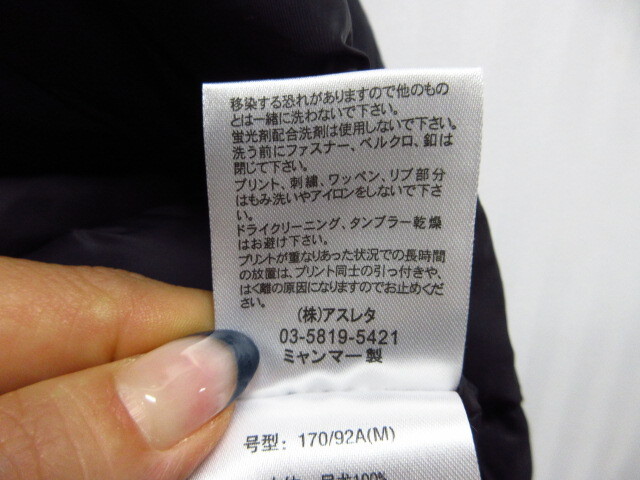 移染する恐れがありますので他のもの
とは一緒に洗わないで下さい。
蛍光剤配合洗剤は使用しないで下さい。
洗う前にファスナー、ベルクロ、釦は
閉じて下さい。
プリント、刺繍、ワッペン、リブ部分
はもみ洗いやアイロンをしないで下さ
い。
ドライクリーニング、タンブラー乾燥
はお避け下さい。
プリントが重なりあった状況での長時間
の放置は、プリント同士の引っ付きや、
はく離の原因になりますのでお止めくだ
さい。
(株)アスレタ
03-5819-5421
ミャンマー製
号型: 170/92A(M)
100%